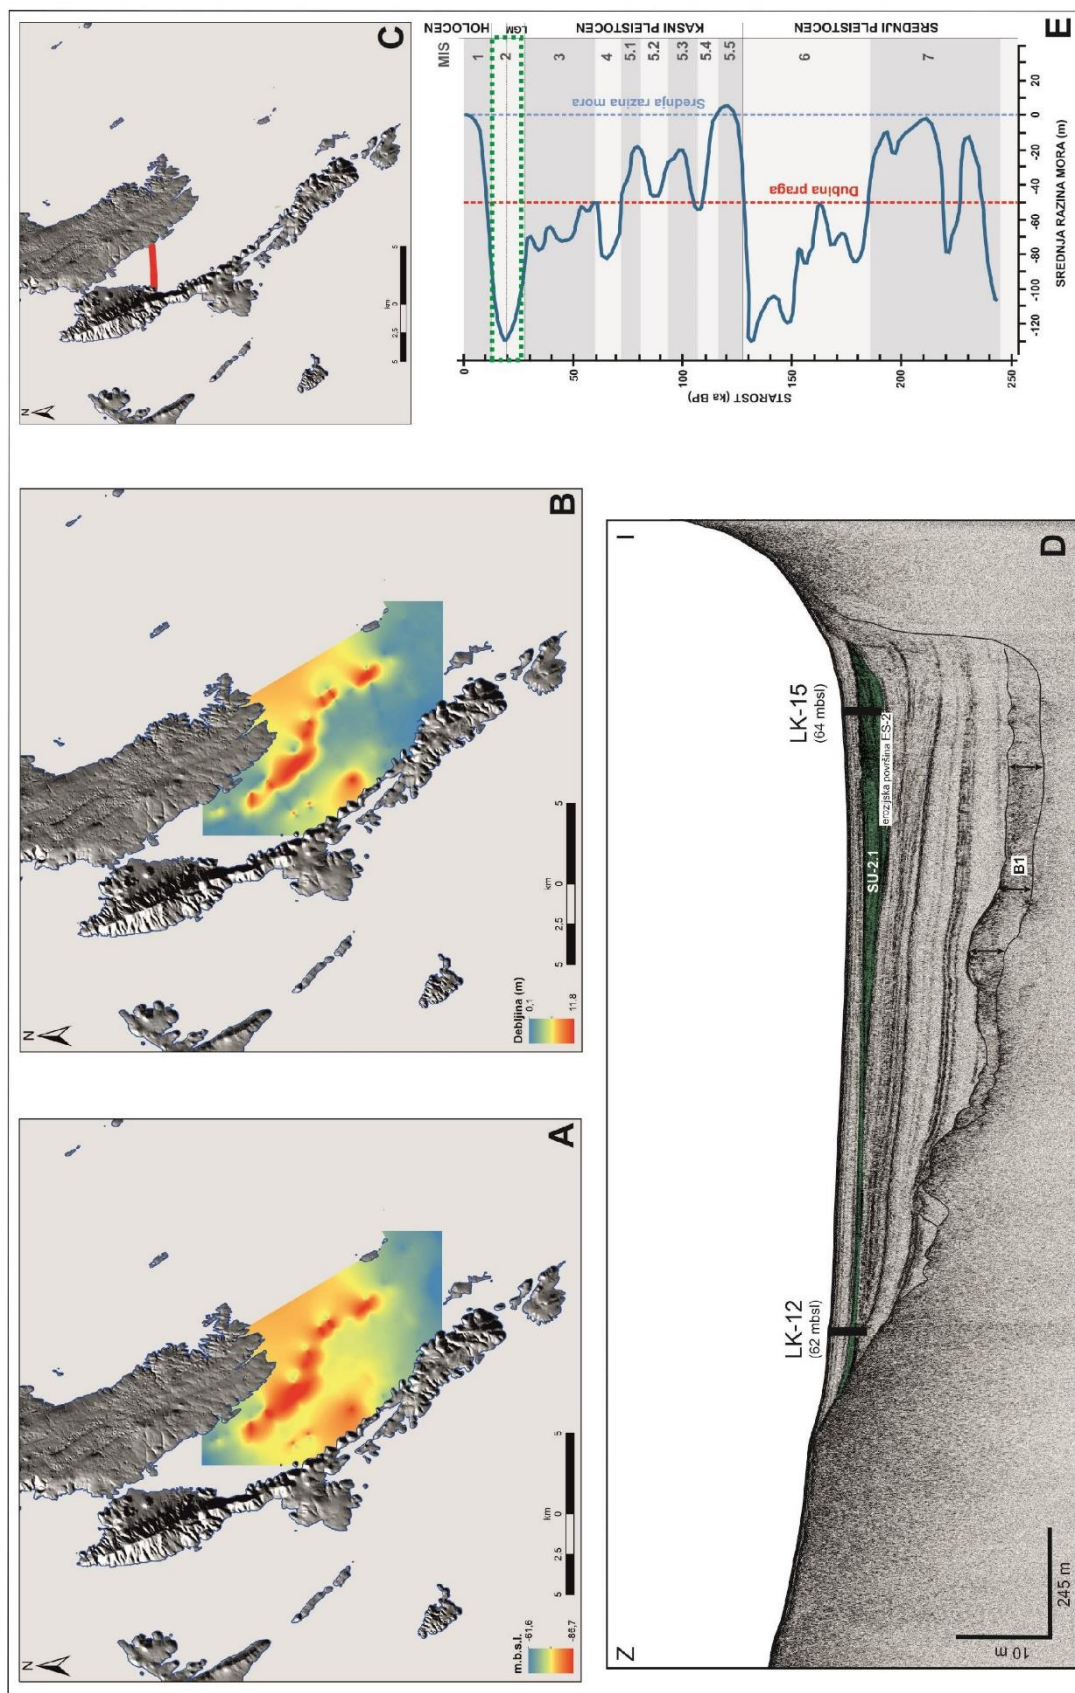 N
m.b.s.l.
-61,6
-86,7
5
2.5
0
5
km
A
N
Debljina (m)
0,1
11.8
5
2.5
0
5
km
B
N
5
2.5
0
5
km
C
Z
I
LK-12
(62 mbsl)
LK-15
(64 mbsl)
SU-2.1
erozijska površina ES-2
B1
10 m
245 m
D
HOLOCEN
LGM
KASNI PLEISTOCEN
SREDNJI PLEISTOCEN
MIS
1
2
3
4
5.1
5.2
5.3
5.4
5.5
6
7
Srednja razina mora
Dubina praga
20
0
-20
-40
-60
-80
-100
-120
SREDNJA RAZINA MORA (m)
0
50
100
150
200
250
STAROST (ka BP)
E